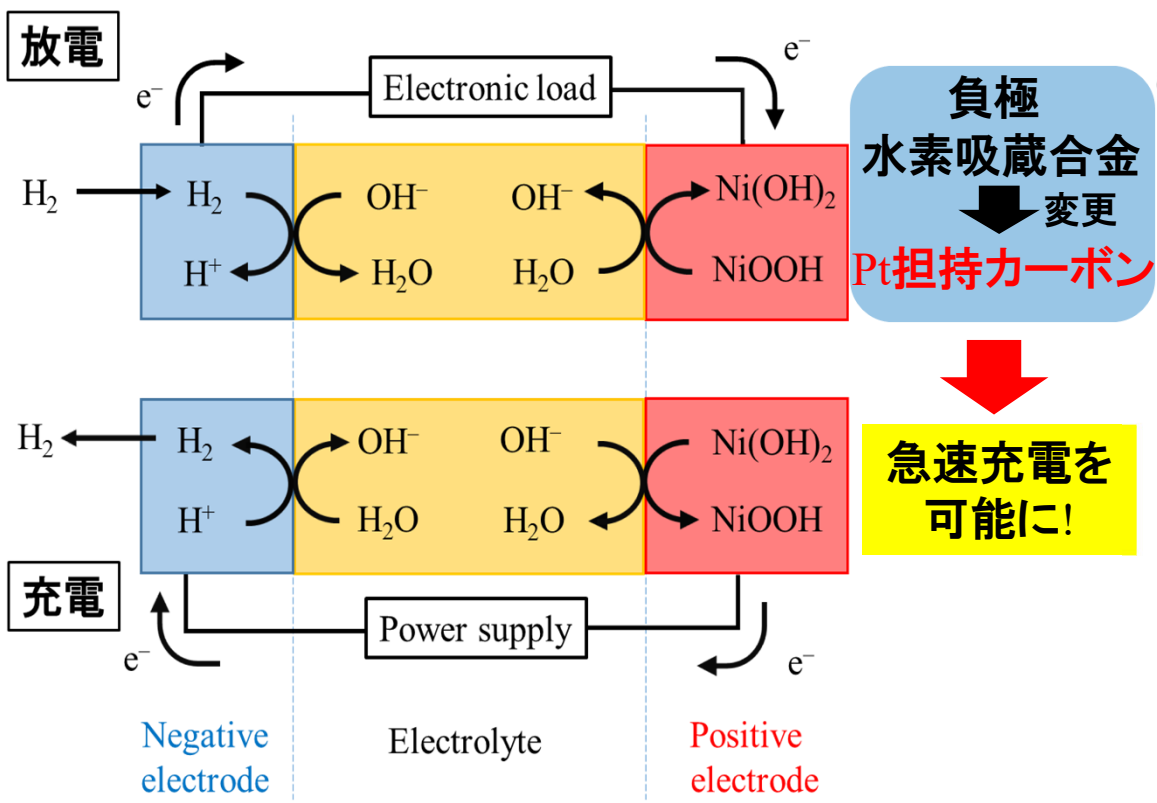 放電
e⁻
Electronic load
e⁻
H₂
H₂
OH⁻
OH⁻
Ni(OH)₂
H⁺
H₂O
H₂O
NiOOH
負極
水素吸蔵合金
変更
Pt担持カーボン
急速充電を
可能に!
H₂
H₂
OH⁻
OH⁻
Ni(OH)₂
H⁺
H₂O
H₂O
NiOOH
充電
e⁻
Power supply
e⁻
Negative
electrode
Electrolyte
Positive
electrode